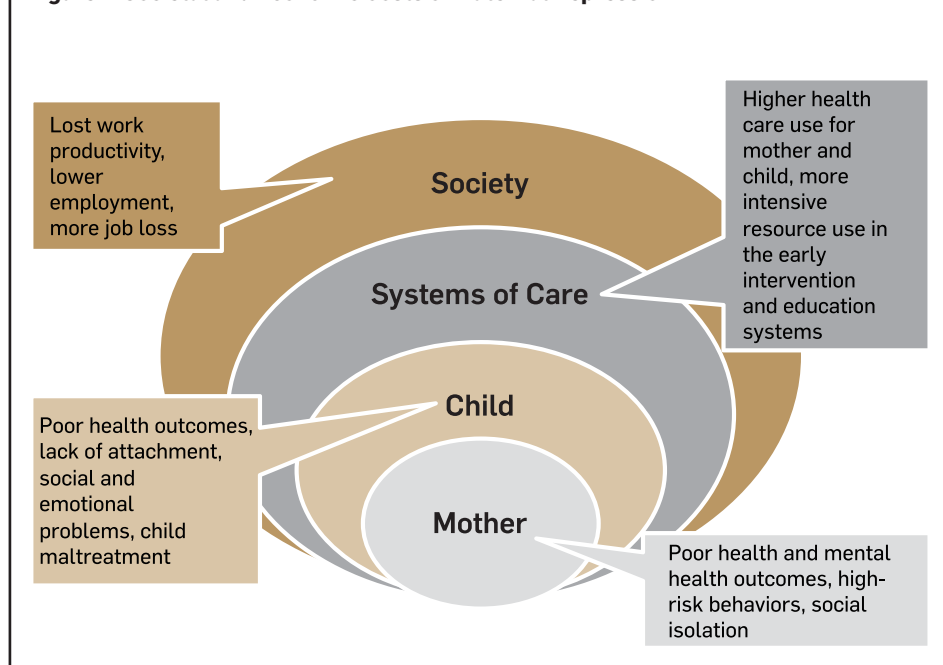 Lost work
productivity,
lower
employment,
more job loss
Society
Higher health
care use for
mother and
child, more
intensive
resource use in
the early
intervention
and education
systems
Systems of Care
Poor health outcomes,
lack of attachment,
social and
emotional
problems, child
maltreatment
Child
Mother
Poor health and mental
health outcomes, high-
risk behaviors, social
isolation